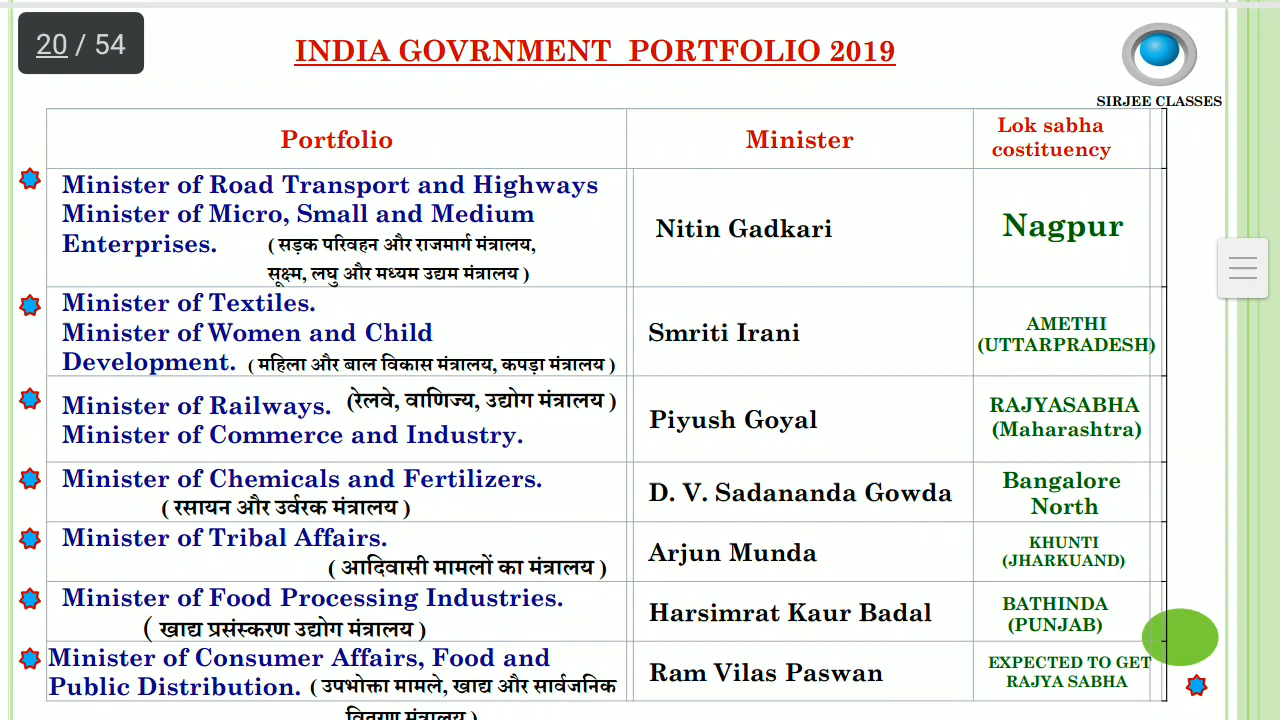 20 / 54
INDIA GOVRNMENT PORTFOLIO 2019
SIRJEE CLASSES
Portfolio
Minister
Lok sabha
costituency
Minister of Road Transport and Highways
Minister of Micro, Small and Medium
Enterprises. ( सड़क परिवहन और राजमार्ग मंत्रालय,
सूक्ष्म, लघु और मध्यम उद्यम मंत्रालय )
Nitin Gadkari
Nagpur
Minister of Textiles.
Minister of Women and Child
Development. ( महिला और बाल विकास मंत्रालय, कपड़ा मंत्रालय )
Smriti Irani
AMETHI
(UTTARPRADESH)
Minister of Railways. (रेलवे, वाणिज्य, उद्योग मंत्रालय )
Minister of Commerce and Industry.
Piyush Goyal
RAJYASABHA
(Maharashtra)
Minister of Chemicals and Fertilizers.
( रसायन और उर्वरक मंत्रालय )
D. V. Sadananda Gowda
Bangalore
North
Minister of Tribal Affairs.
( आदिवासी मामलों का मंत्रालय )
Arjun Munda
KHUNTI
(JHARKUAND)
Minister of Food Processing Industries.
( खाद्य प्रसंस्करण उद्योग मंत्रालय )
Harsimrat Kaur Badal
BATHINDA
(PUNJAB)
Minister of Consumer Affairs, Food and
Public Distribution. ( उपभोक्ता मामले, खाद्य और सार्वजनिक
वितरण मंत्रालय )
Ram Vilas Paswan
EXPECTED TO GET
RAJYA SABHA